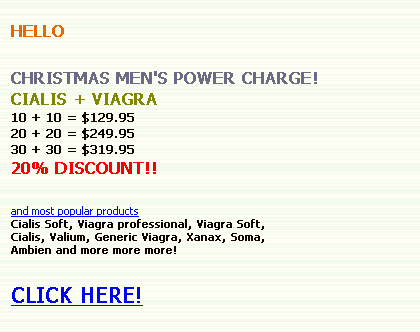 HELLO
CHRISTMAS MEN'S POWER CHARGE!
CIALIS + VIAGRA
10 + 10 = $129.95
20 + 20 = $249.95
30 + 30 = $319.95
20% DISCOUNT!!
and most popular products
Cialis Soft, Viagra professional, Viagra Soft,
Cialis, Valium, Generic Viagra, Xanax, Soma,
Ambien and more more more!
CLICK HERE!